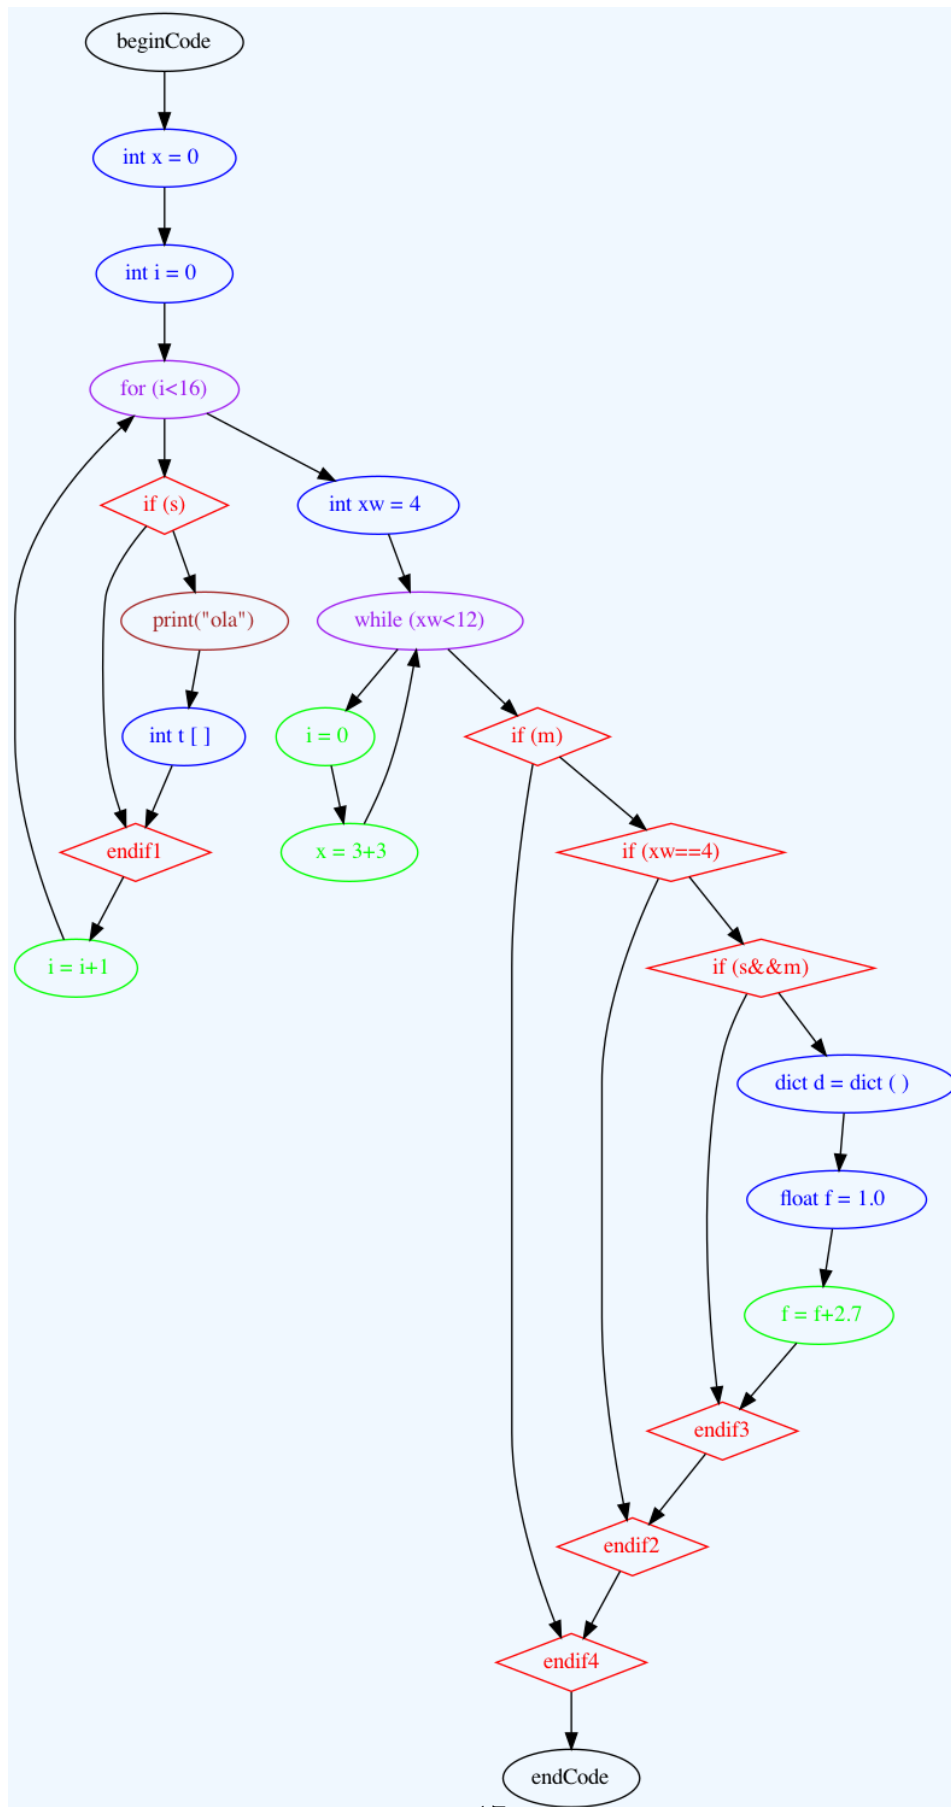 beginCode
int x = 0
int i = 0
for (i<16)
if (s)
int xw = 4
print("ola")
while (xw<12)
int t [ ]
i = 0
if (m)
endif1
x = 3+3
if (xw==4)
i = i+1
if (s&&m)
dict d = dict ( )
float f = 1.0
f = f+2.7
endif3
endif2
endif4
endCode